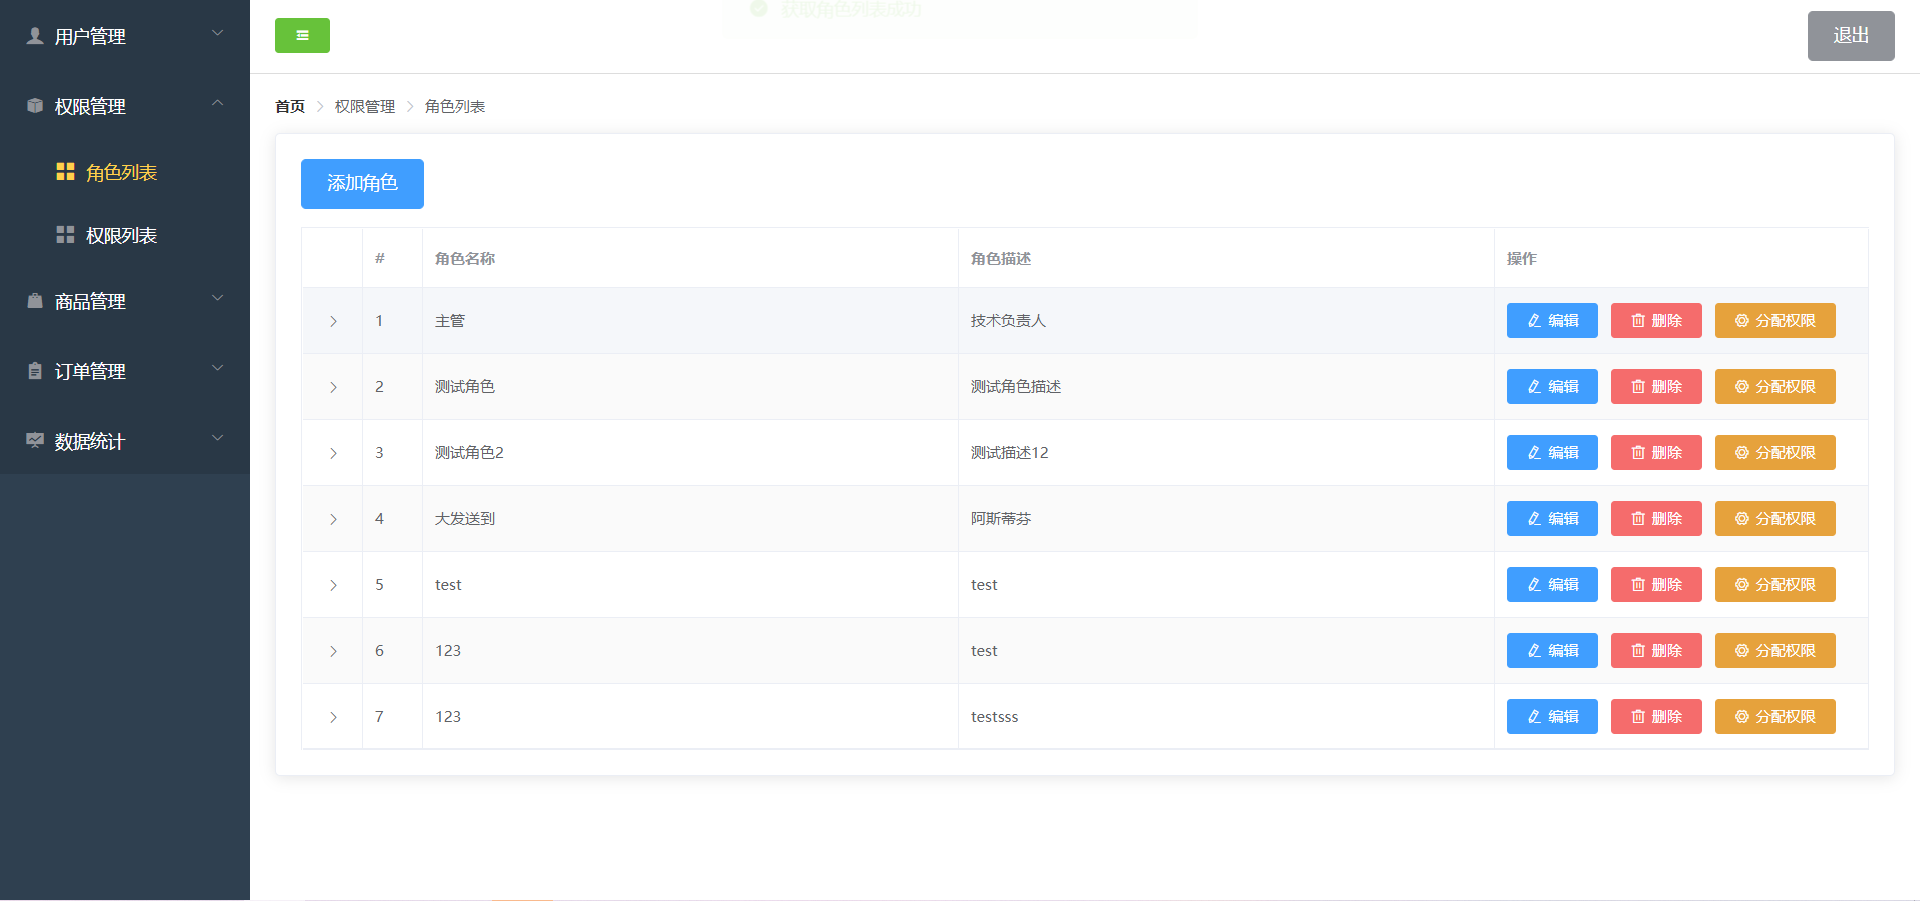 用户管理
权限管理
角色列表
权限列表
商品管理
订单管理
数据统计
获取角色列表成功
退出
首页 权限管理 角色列表
添加角色
# 角色名称 角色描述 操作
1 主管 技术负责人 编辑 删除 分配权限
2 测试角色 测试角色描述 编辑 删除 分配权限
3 测试角色2 测试描述12 编辑 删除 分配权限
4 大发送到 阿斯蒂芬 编辑 删除 分配权限
5 test test 编辑 删除 分配权限
6 123 test 编辑 删除 分配权限
7 123 testsss 编辑 删除 分配权限